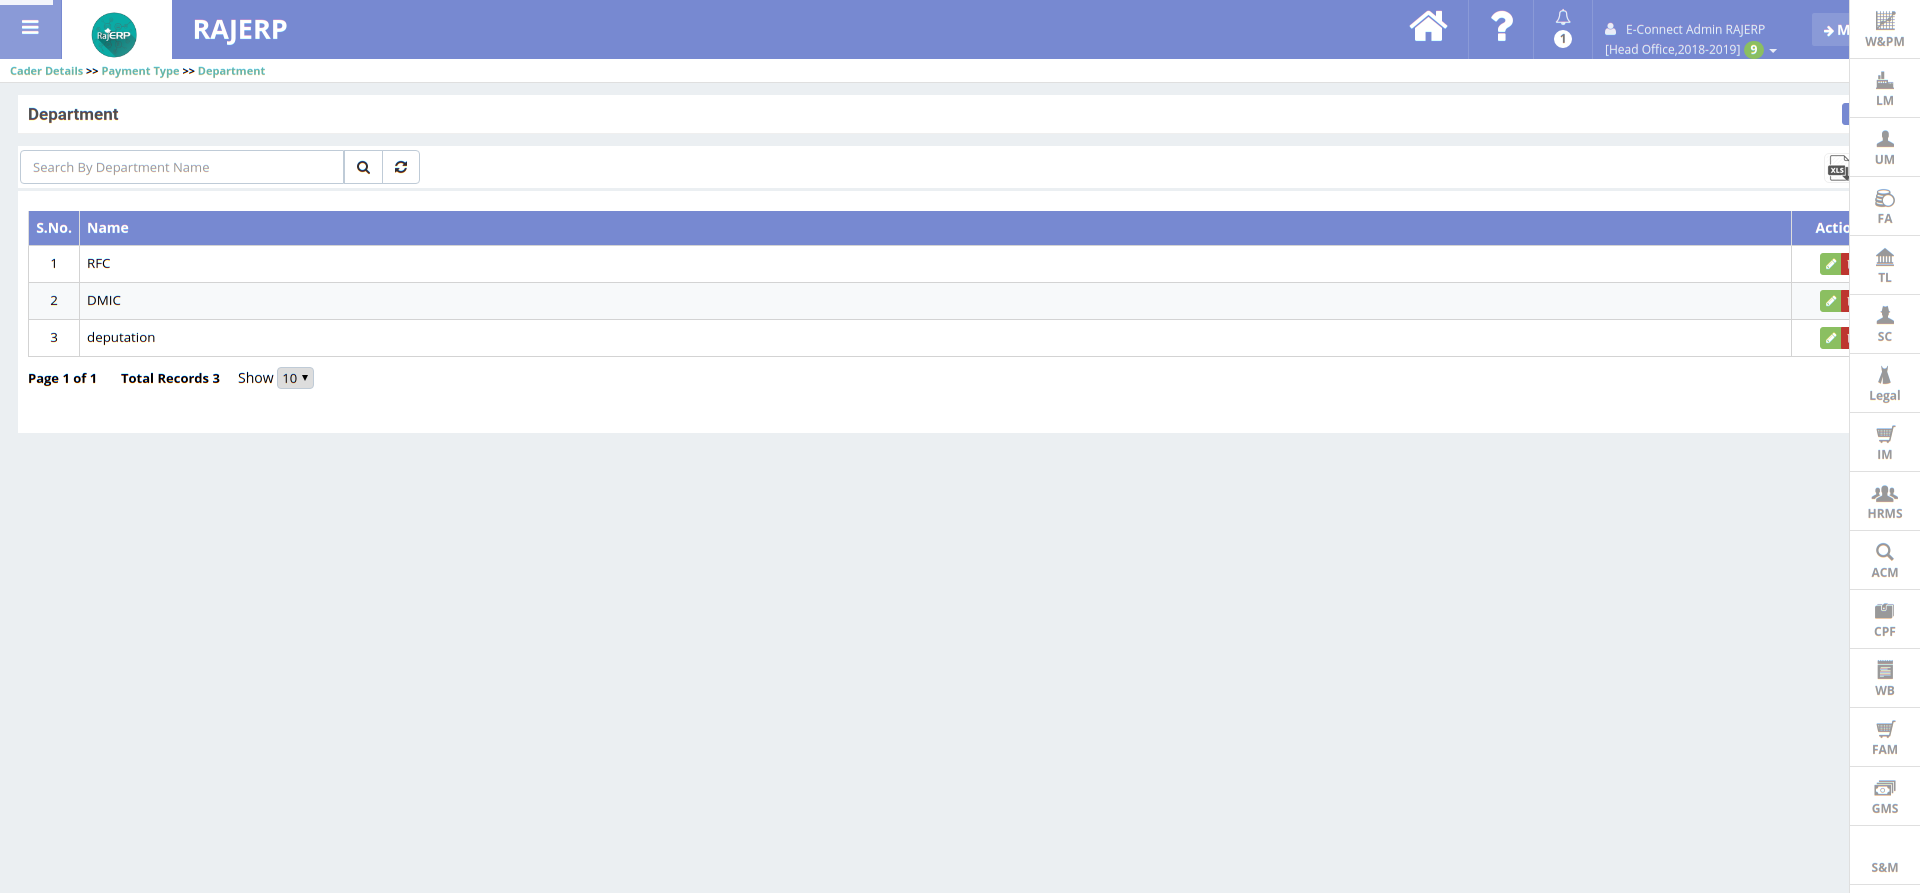 RajERP
RAJERP
1
E-Connect Admin RAJERP
[Head Office,2018-2019] 9
Cader Details >> Payment Type >> Department
Department
Search By Department Name
XLS
S.No. Name
1 RFC
2 DMIC
3 deputation
Page 1 of 1 Total Records 3 Show 10
W&PM
LM
UM
FA
TL
SC
Legal
IM
HRMS
ACM
CPF
WB
FAM
GMS
S&M